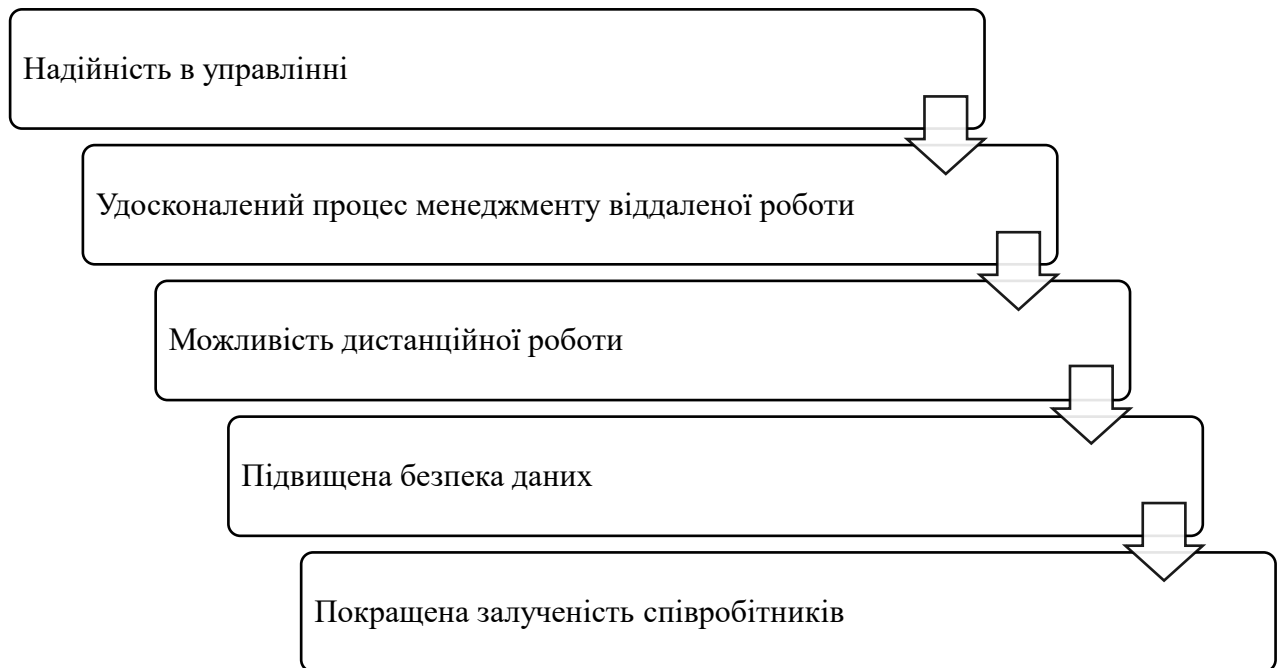 Надійність в управлінні
Удосконалений процес менеджменту віддаленої роботи
Можливість дистанційної роботи
Підвищена безпека даних
Покращена залученість співробітників